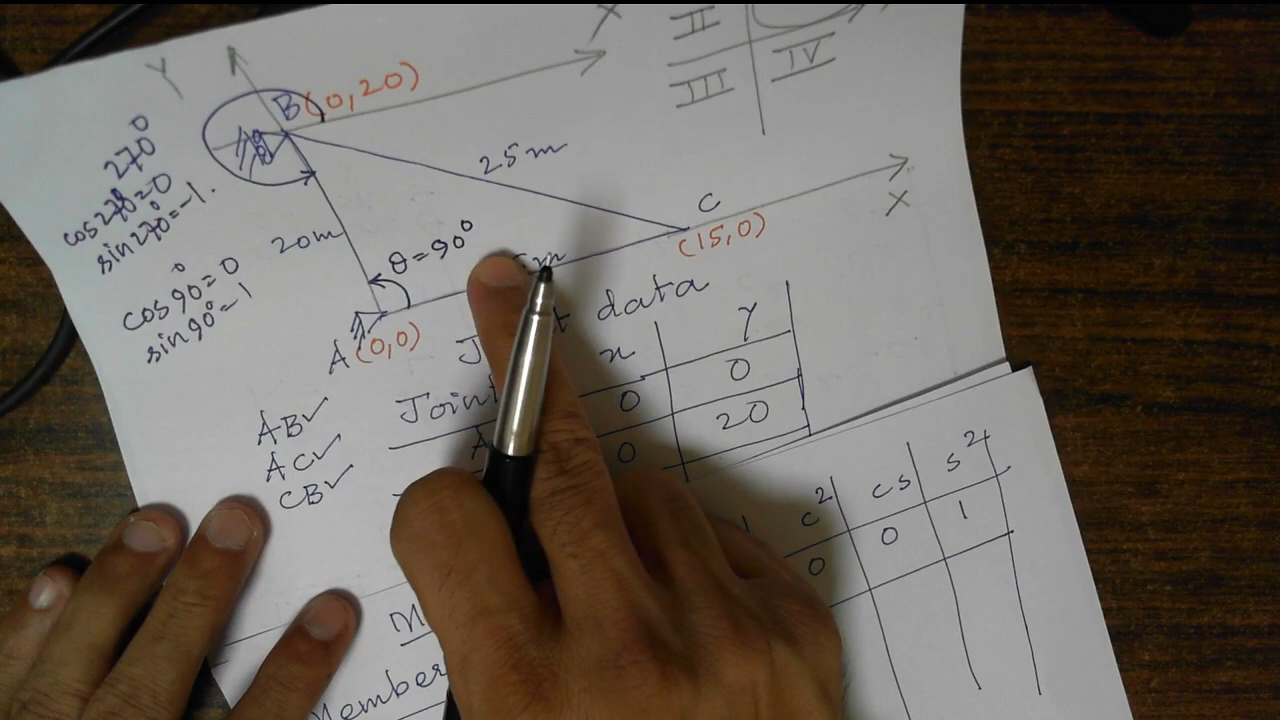 X
II
III
IV
Y
B(0,20)
270°
cos270°=0
sin270°=-1.
25m
C
(15,0)
X
20m
θ=90°
cos90°=0
sin90°=1
A(0,0)
data
Joint
x
Y
0
0
0
20
AB✓
AC✓
CB✓
c² cs s²
0 0 1
Member